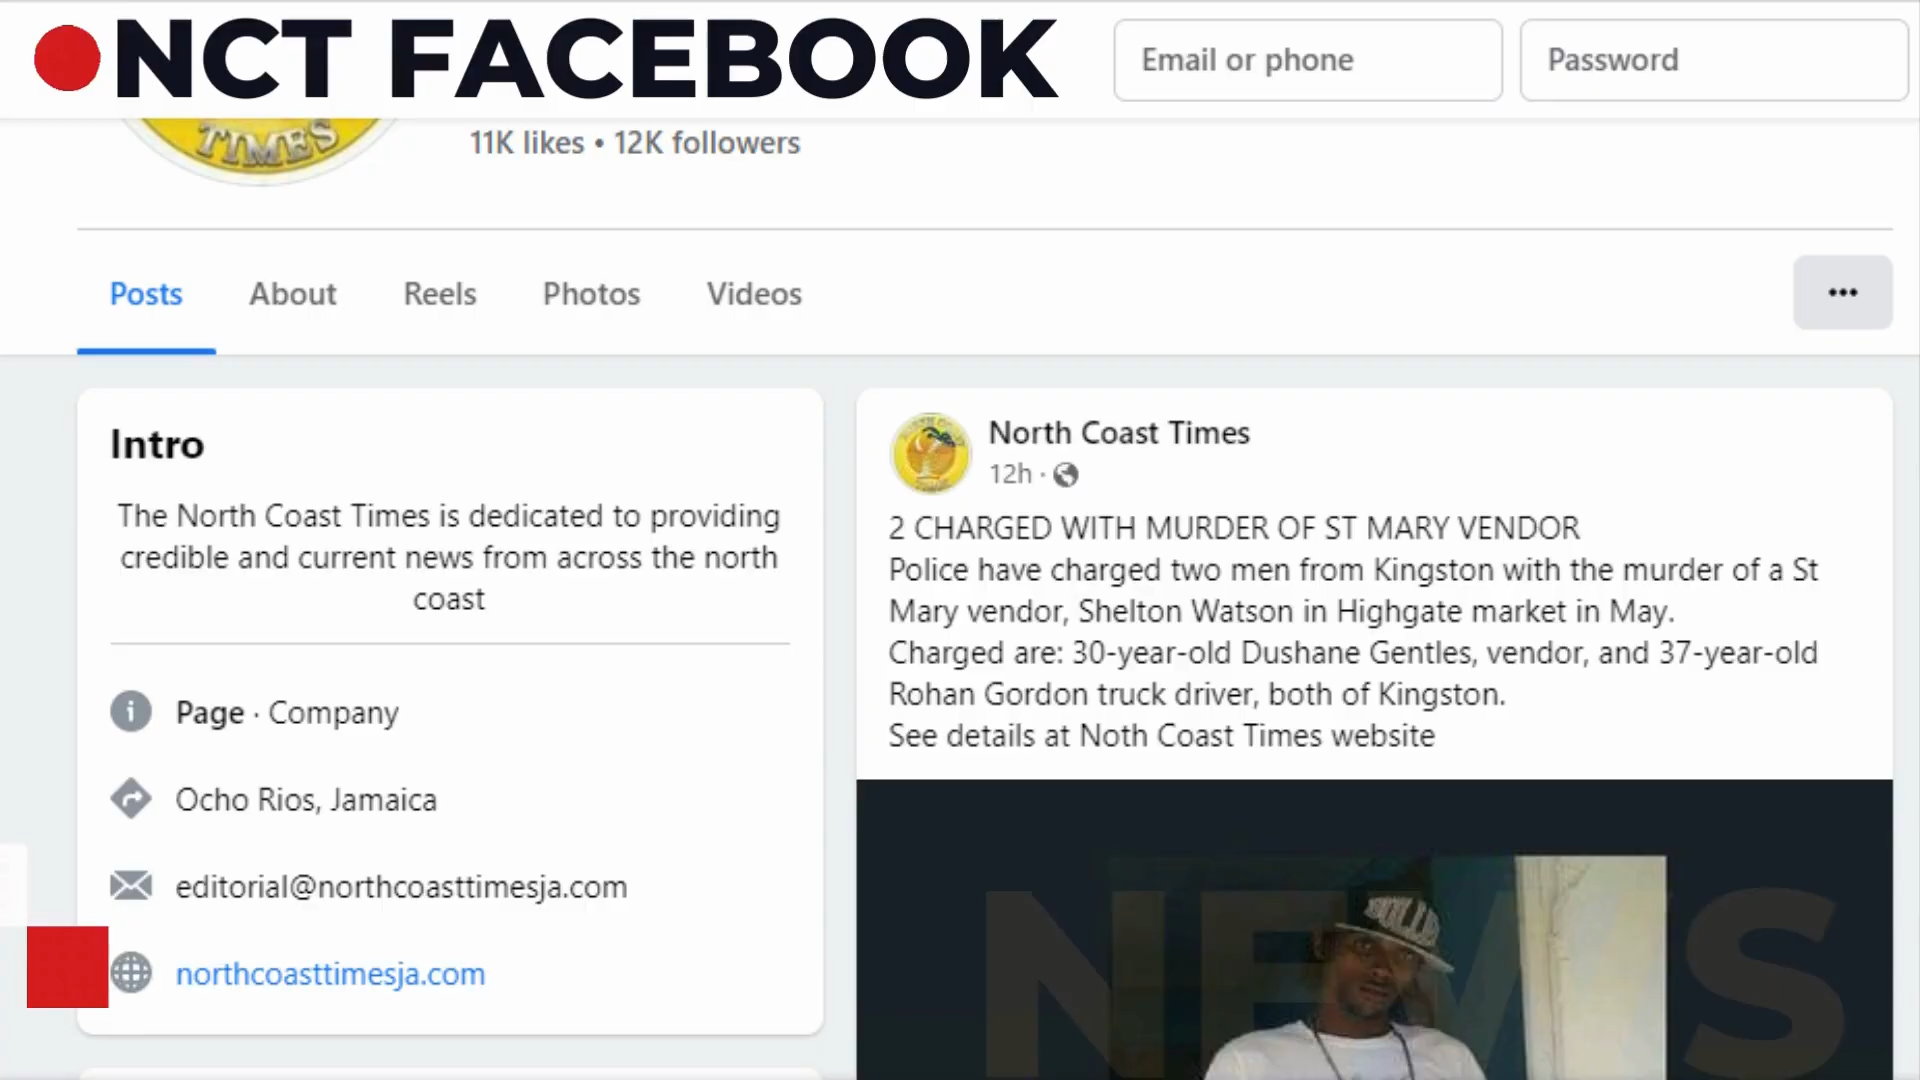 NCT FACEBOOK
Email or phone
Password
TIMES
11K likes • 12K followers
Posts
About
Reels
Photos
Videos
Intro
The North Coast Times is dedicated to providing
credible and current news from across the north
coast
Page · Company
Ocho Rios, Jamaica
editorial@northcoasttimesja.com
northcoasttimesja.com
North Coast Times
12h ·
2 CHARGED WITH MURDER OF ST MARY VENDOR
Police have charged two men from Kingston with the murder of a St
Mary vendor, Shelton Watson in Highgate market in May.
Charged are: 30-year-old Dushane Gentles, vendor, and 37-year-old
Rohan Gordon truck driver, both of Kingston.
See details at Noth Coast Times website
NEWS